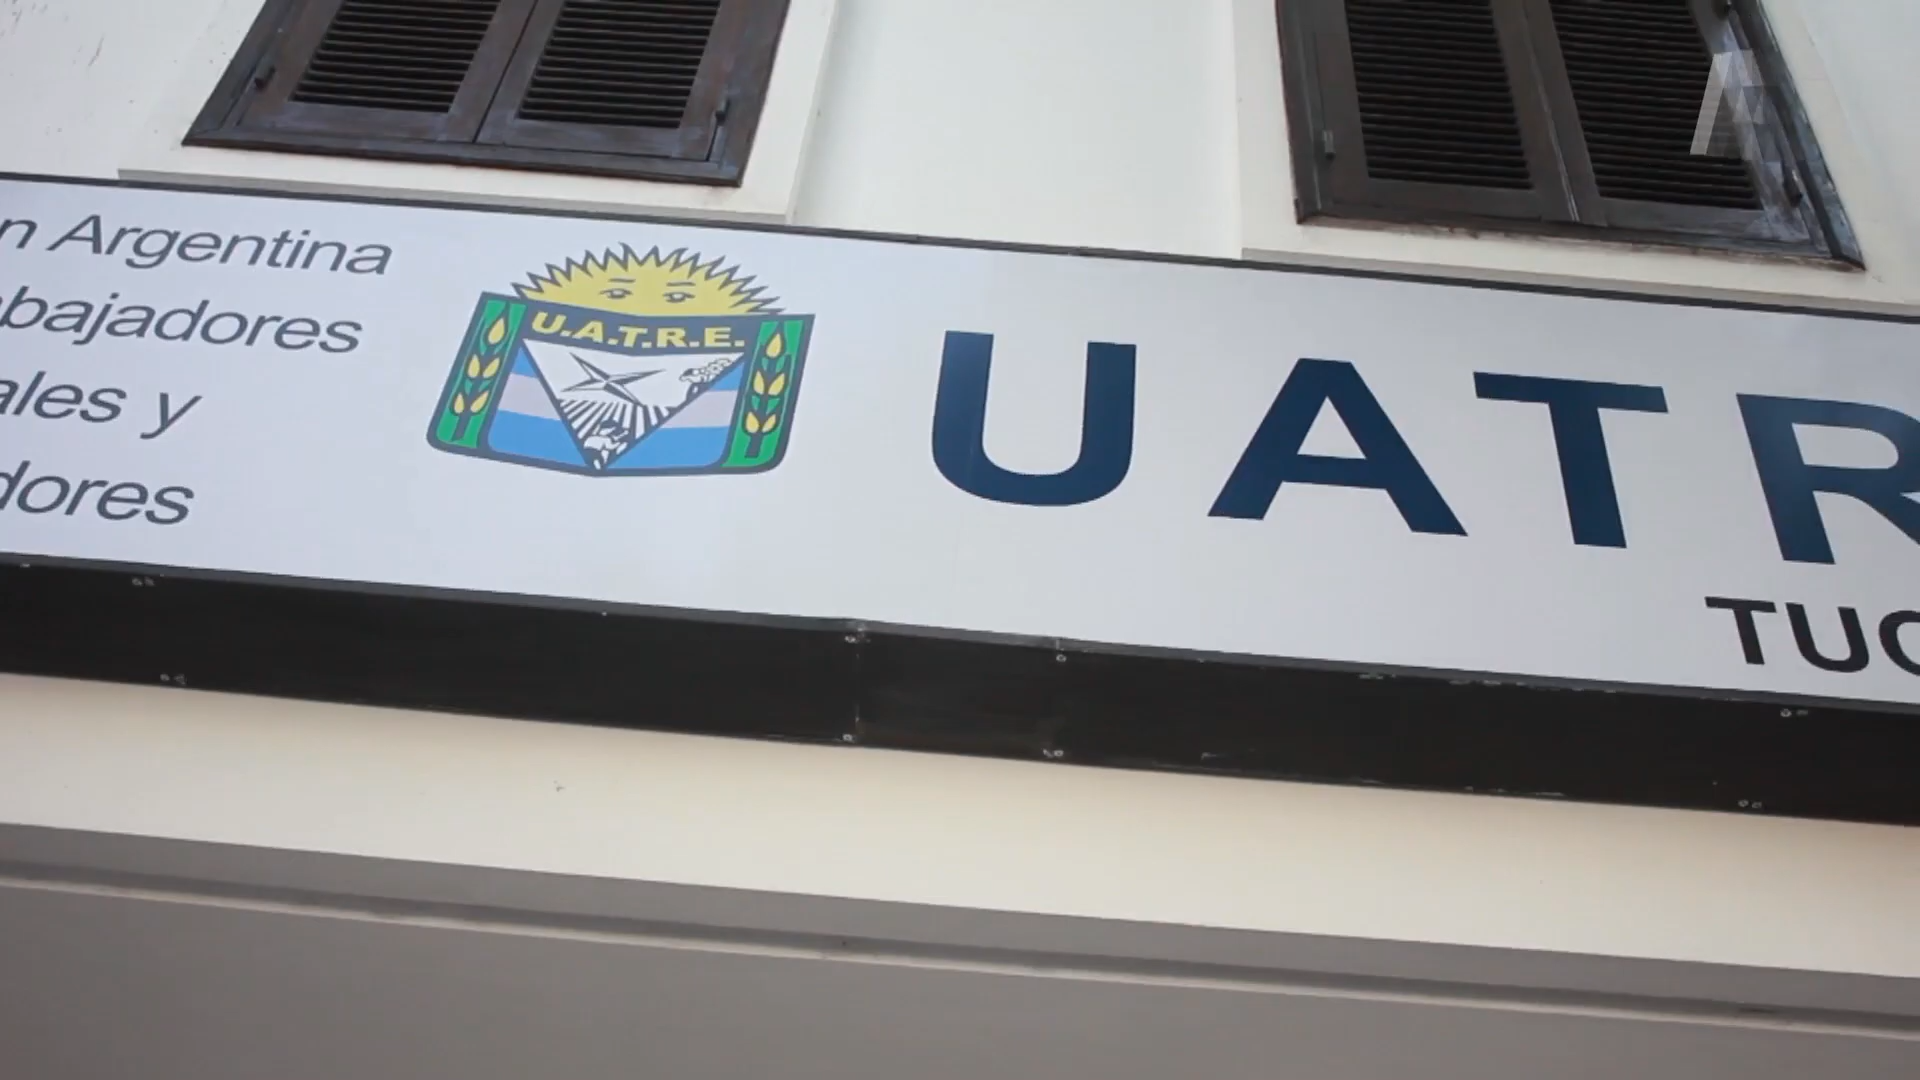 n Argentina
abajadores
ales y
dores
U.A.T.R.E.
UATR
TUC